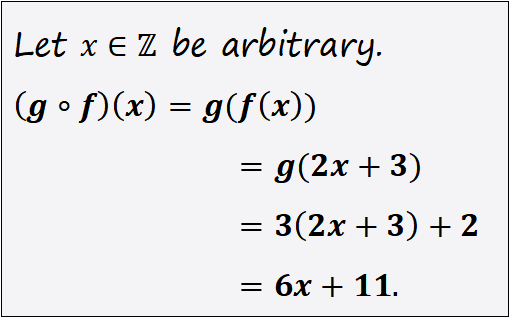 Let x ∈ ℤ be arbitrary.
(g ∘ f)(x) = g(f(x))
= g(2x + 3)
= 3(2x + 3) + 2
= 6x + 11.